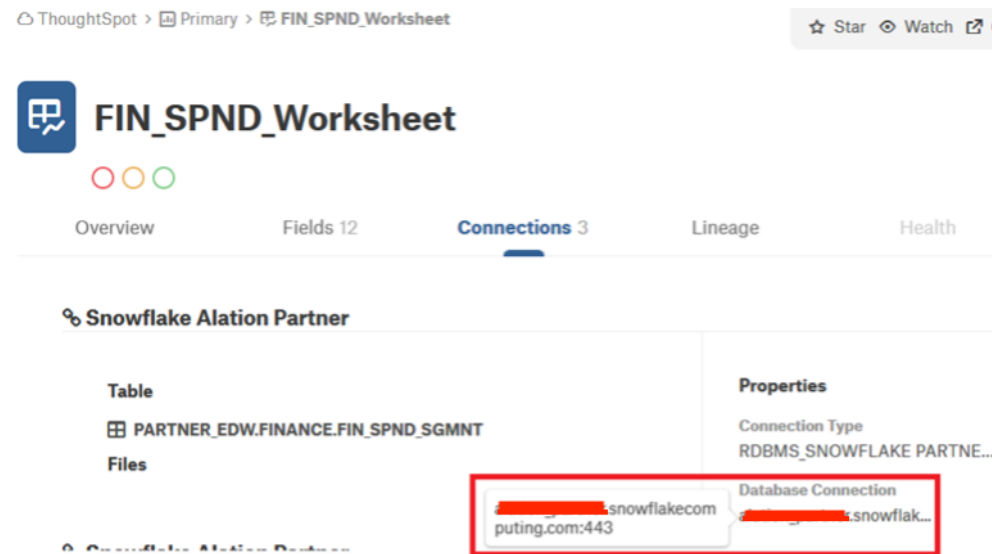 ThoughtSpot > Primary > FIN_SPND_Worksheet
Star Watch
FIN_SPND_Worksheet
Overview Fields 12 Connections 3 Lineage Health
Snowflake Alation Partner
Table
PARTNER_EDW.FINANCE.FIN_SPND_SGMNT
Files
Properties
Connection Type
RDBMS_SNOWFLAKE PARTNE...
Database Connection
.snowflakecom
puting.com:443
.snowflak...